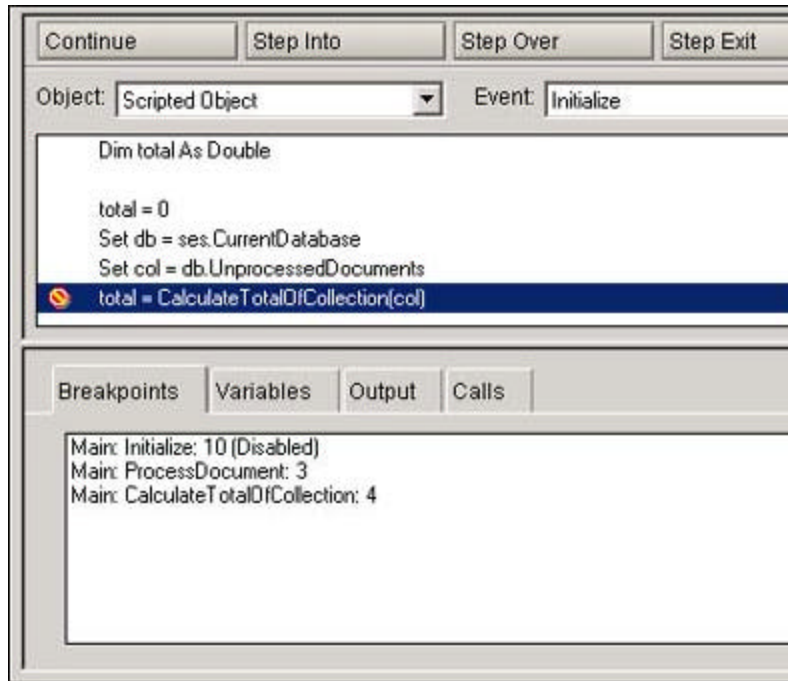 Continue Step Into Step Over Step Exit
Object: Scripted Object Event: Initialize
Dim total As Double
total = 0
Set db = ses.CurrentDatabase
Set col = db.UnprocessedDocuments
total = CalculateTotalOfCollection(col)
Breakpoints Variables Output Calls
Main: Initialize: 10 (Disabled)
Main: ProcessDocument: 3
Main: CalculateTotalOfCollection: 4